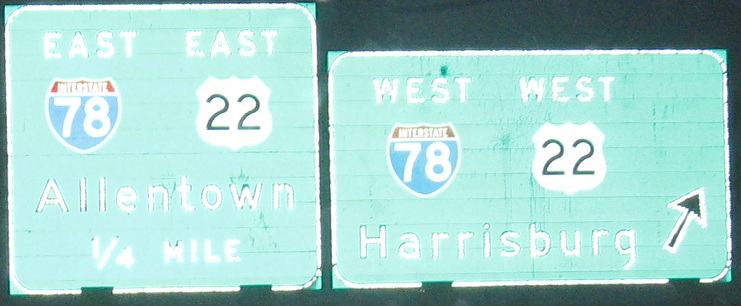 EAST EAST
INTERSTATE
78 22
Allentown
1/4 MILE
WEST WEST
INTERSTATE
78 22
Harrisburg